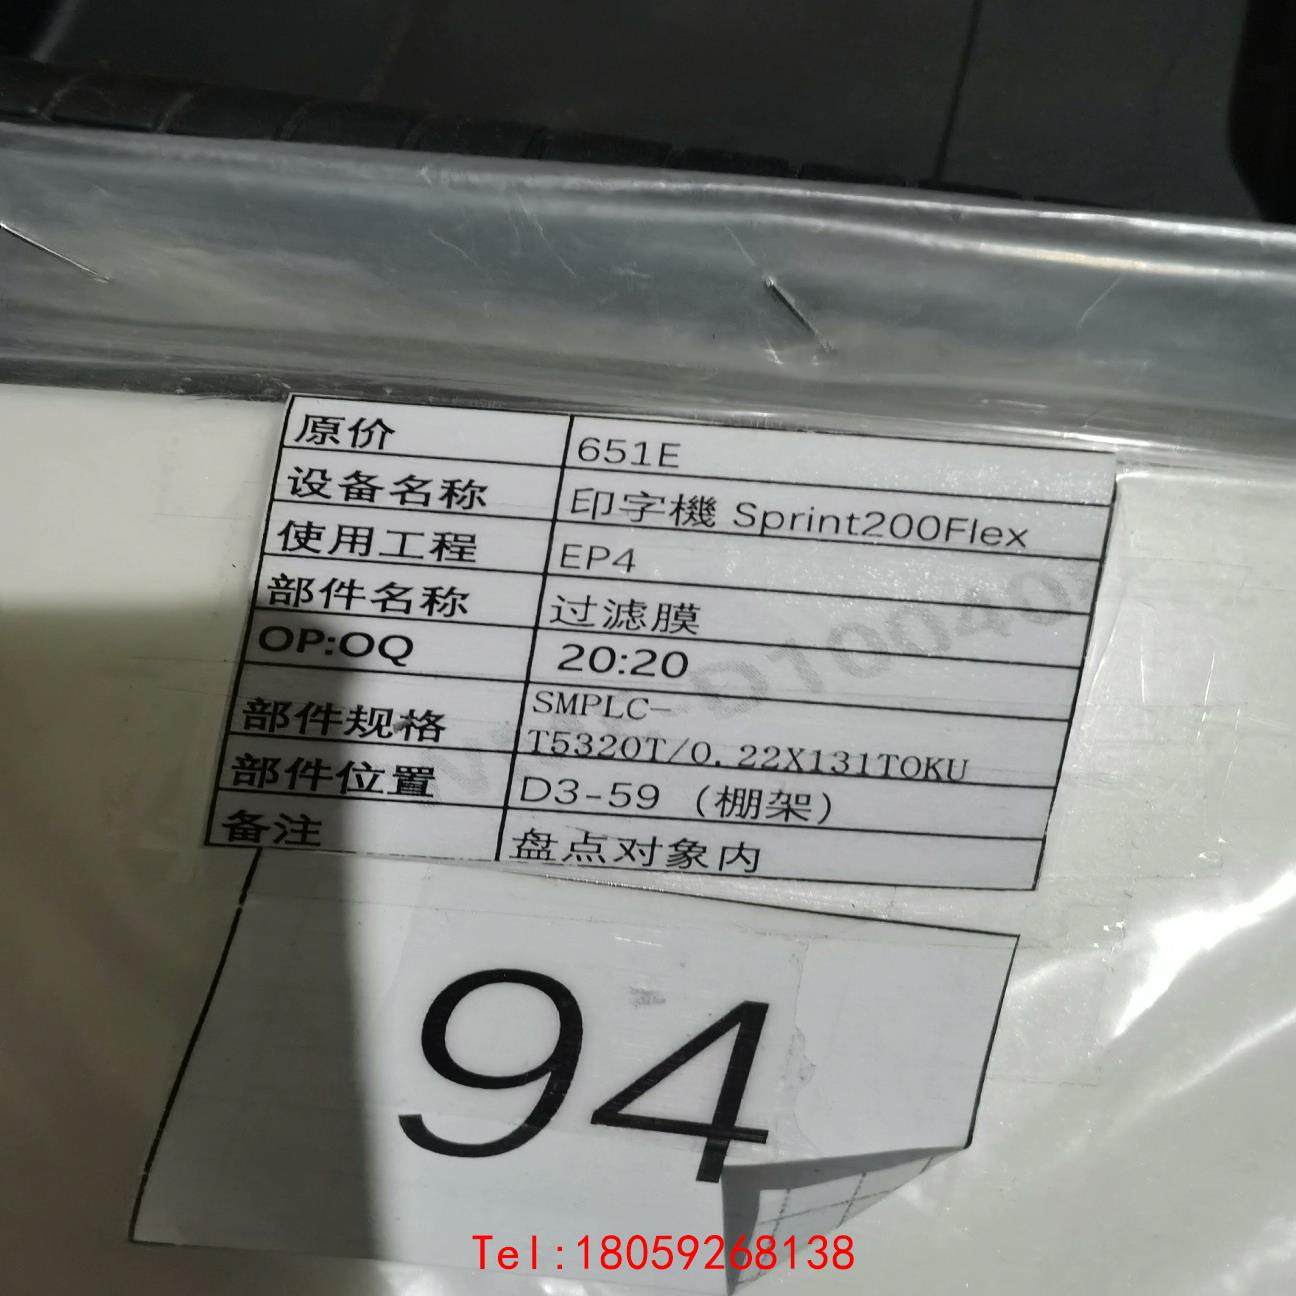 原价 651E
设备名称 印字機 Sprint200Flex
使用工程 EP4
部件名称 过滤膜
OP:OQ 20:20
部件规格 SMPLC-
T5320T/0.22X131TOKU
部件位置 D3-59（棚架）
备注 盘点对象内
94
Tel:18059268138